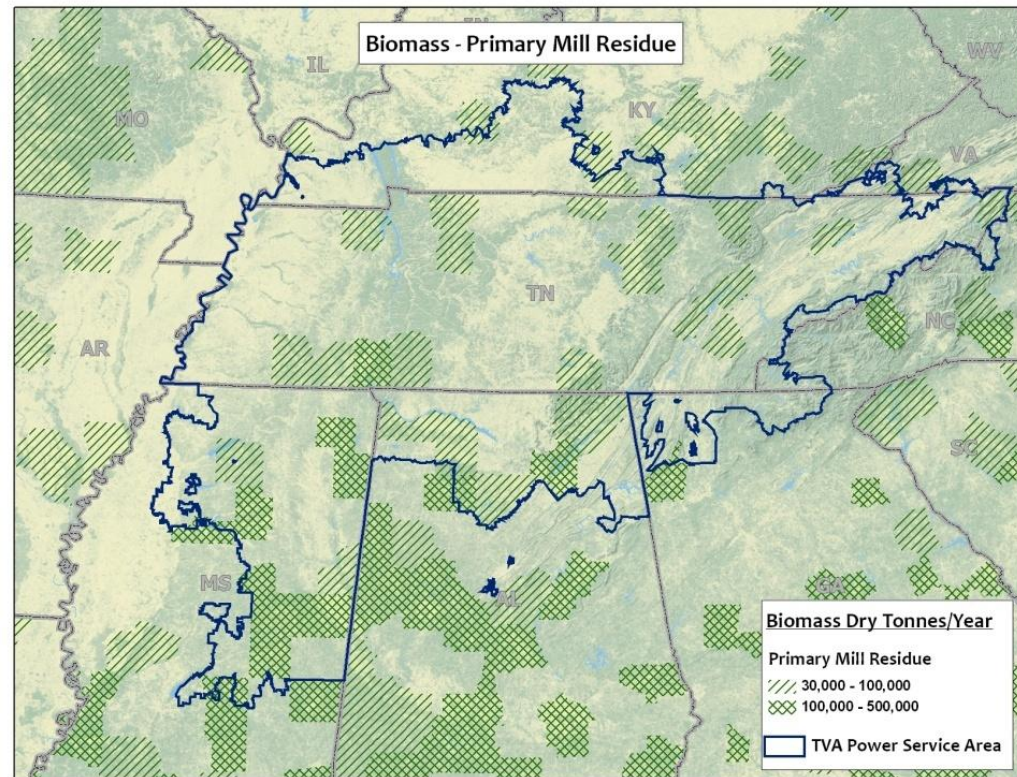 Biomass - Primary Mill Residue
IN
IL
WV
MO
KY
VA
TN
NC
AR
SC
MS
AL
GA
Biomass Dry Tonnes/Year
Primary Mill Residue
30,000 - 100,000
100,000 - 500,000
TVA Power Service Area